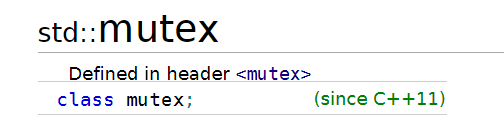 std::mutex
Defined in header <mutex>
class mutex; (since C++11)